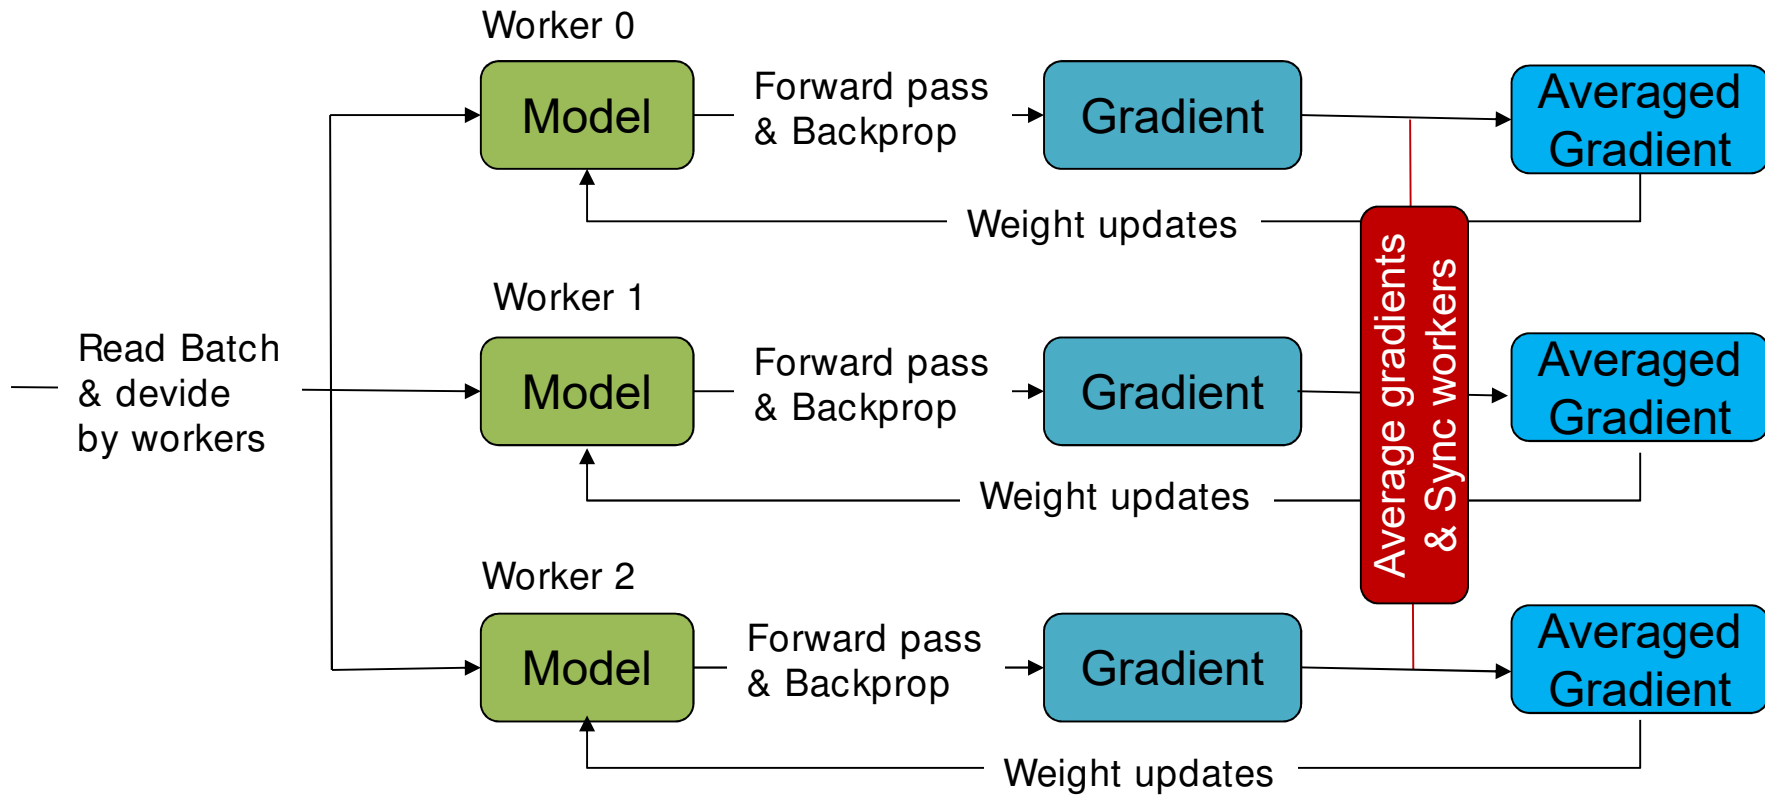 Worker 0
Model
Forward pass
& Backprop
Gradient
Averaged
Gradient
Weight updates
Read Batch
& devide
by workers
Worker 1
Model
Forward pass
& Backprop
Gradient
Average gradients
& Sync workers
Averaged
Gradient
Weight updates
Worker 2
Model
Forward pass
& Backprop
Gradient
Averaged
Gradient
Weight updates